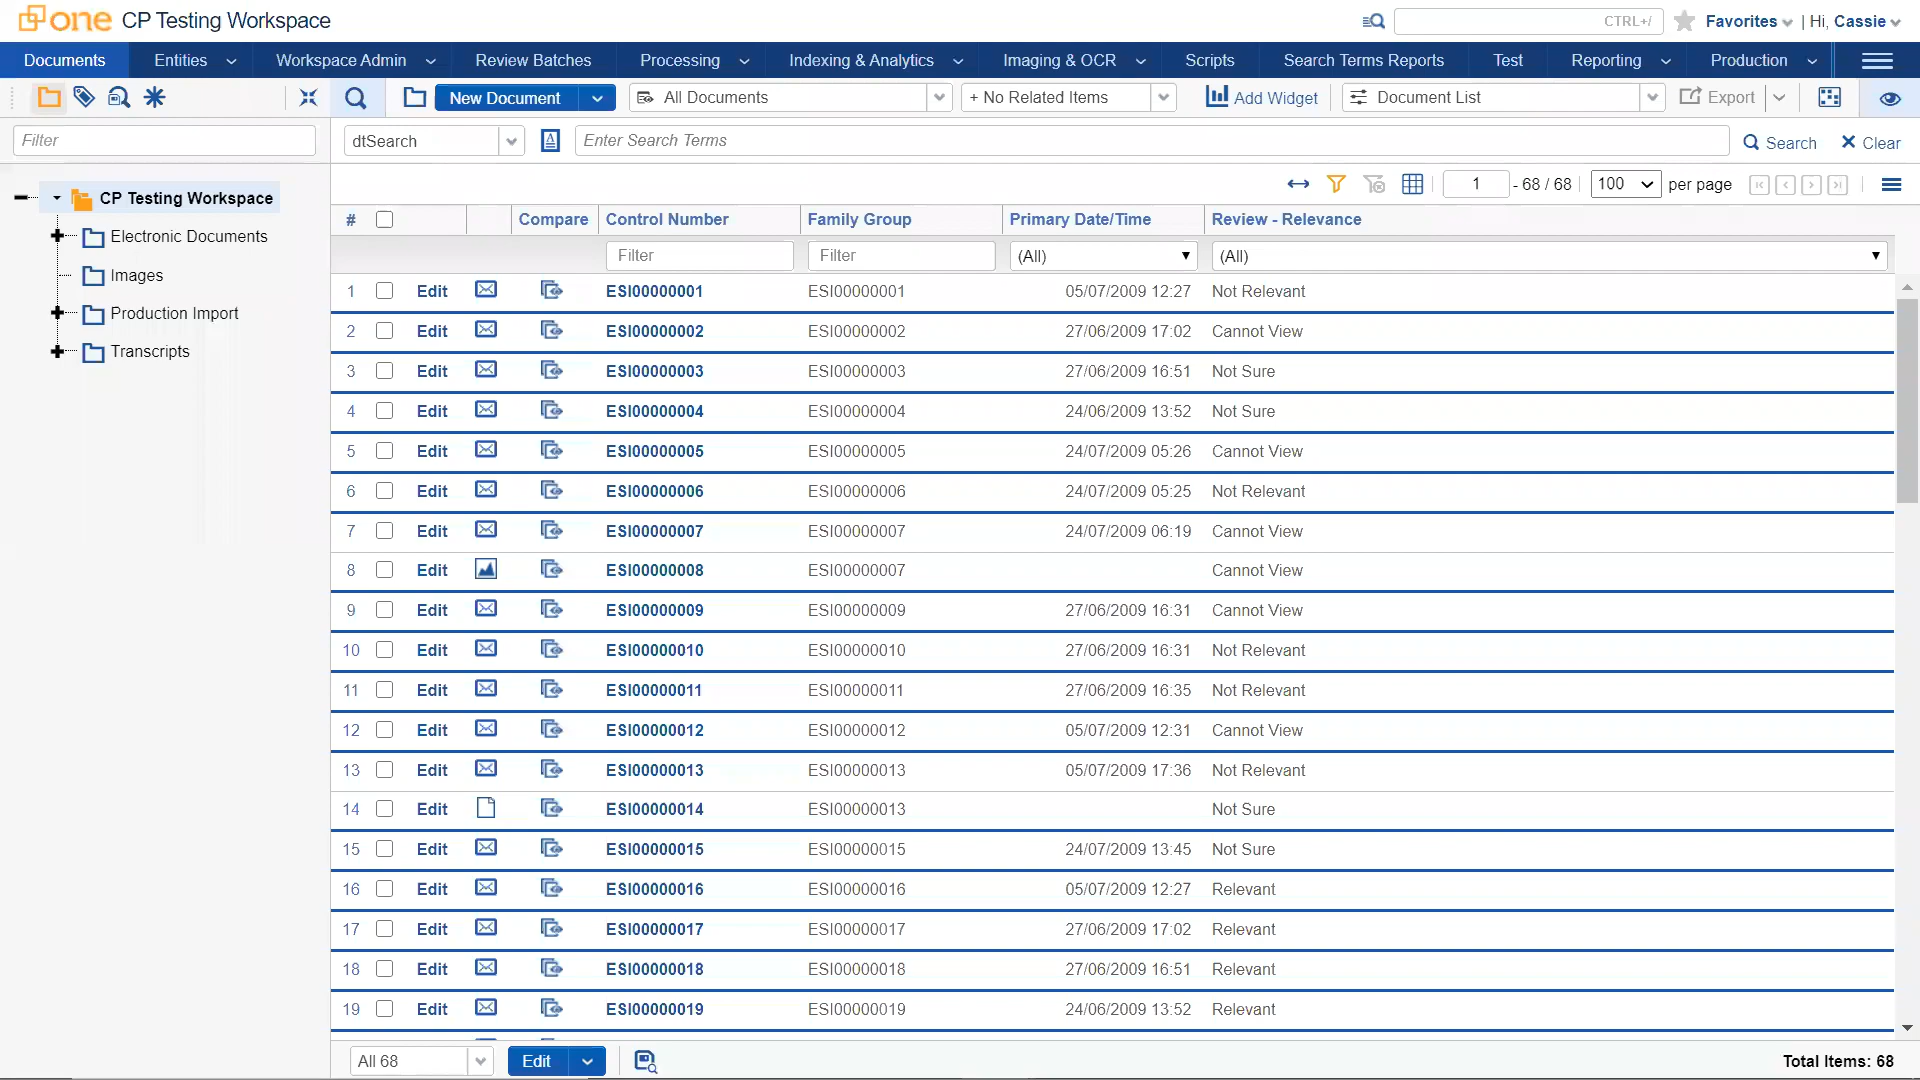 one CP Testing Workspace CTRL+/ Favorites | Hi, Cassie
Documents Entities Workspace Admin Review Batches Processing Indexing & Analytics Imaging & OCR Scripts Search Terms Reports Test Reporting Production
New Document All Documents + No Related Items Add Widget Document List Export
Filter dtSearch Enter Search Terms Search Clear
1 - 68 / 68 100 per page
CP Testing Workspace
Electronic Documents
Images
Production Import
Transcripts
# Compare Control Number Family Group Primary Date/Time Review - Relevance
Filter Filter (All) (All)
1 Edit ESI00000001 ESI00000001 05/07/2009 12:27 Not Relevant
2 Edit ESI00000002 ESI00000002 27/06/2009 17:02 Cannot View
3 Edit ESI00000003 ESI00000003 27/06/2009 16:51 Not Sure
4 Edit ESI00000004 ESI00000004 24/06/2009 13:52 Not Sure
5 Edit ESI00000005 ESI00000005 24/07/2009 05:26 Cannot View
6 Edit ESI00000006 ESI00000006 24/07/2009 05:25 Not Relevant
7 Edit ESI00000007 ESI00000007 24/07/2009 06:19 Cannot View
8 Edit ESI00000008 ESI00000007 Cannot View
9 Edit ESI00000009 ESI00000009 27/06/2009 16:31 Cannot View
10 Edit ESI00000010 ESI00000010 27/06/2009 16:31 Not Relevant
11 Edit ESI00000011 ESI00000011 27/06/2009 16:35 Not Relevant
12 Edit ESI00000012 ESI00000012 05/07/2009 12:31 Cannot View
13 Edit ESI00000013 ESI00000013 05/07/2009 17:36 Not Relevant
14 Edit ESI00000014 ESI00000013 Not Sure
15 Edit ESI00000015 ESI00000015 24/07/2009 13:45 Not Sure
16 Edit ESI00000016 ESI00000016 05/07/2009 12:27 Relevant
17 Edit ESI00000017 ESI00000017 27/06/2009 17:02 Relevant
18 Edit ESI00000018 ESI00000018 27/06/2009 16:51 Relevant
19 Edit ESI00000019 ESI00000019 24/06/2009 13:52 Relevant
All 68 Edit Total Items: 68